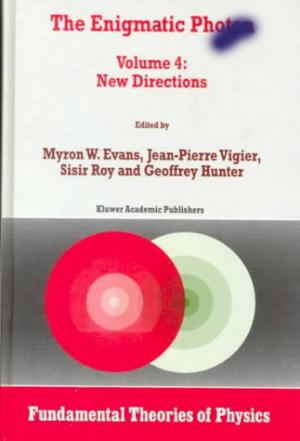 The Enigmatic
Volume 4:
New Directions
Edited by
Myron W. Evans, Jean-Pierre Vigier,
Sisir Roy and Geoffrey Hunter
Kluwer Academic Publishers
Fundamental Theories of Physics